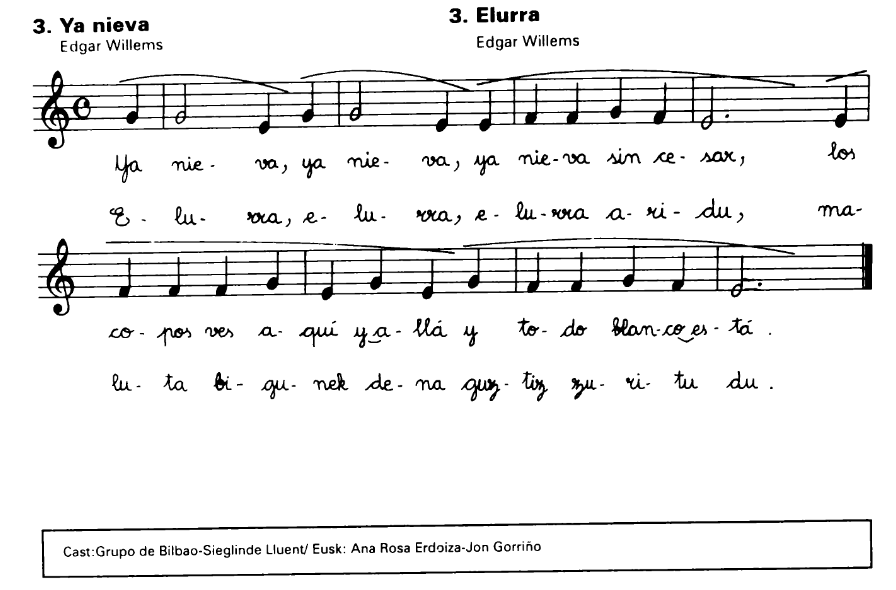 3. Ya nieva
Edgar Willems
3. Elurra
Edgar Willems
Ya nie- va, ya nie- va, ya nie-va sin ce- sar, los
E- lu- rra, e- lu- rra, e- lu-rra a- ri- du, ma-
co- pos ves a- quí y a- llá y to- do blan-co es- tá.
lu- ta bi- gu- nek de- na guz- tiz zu- ri- tu du.
Cast:Grupo de Bilbao-Sieglinde Lluent/ Eusk: Ana Rosa Erdoiza-Jon Gorriño